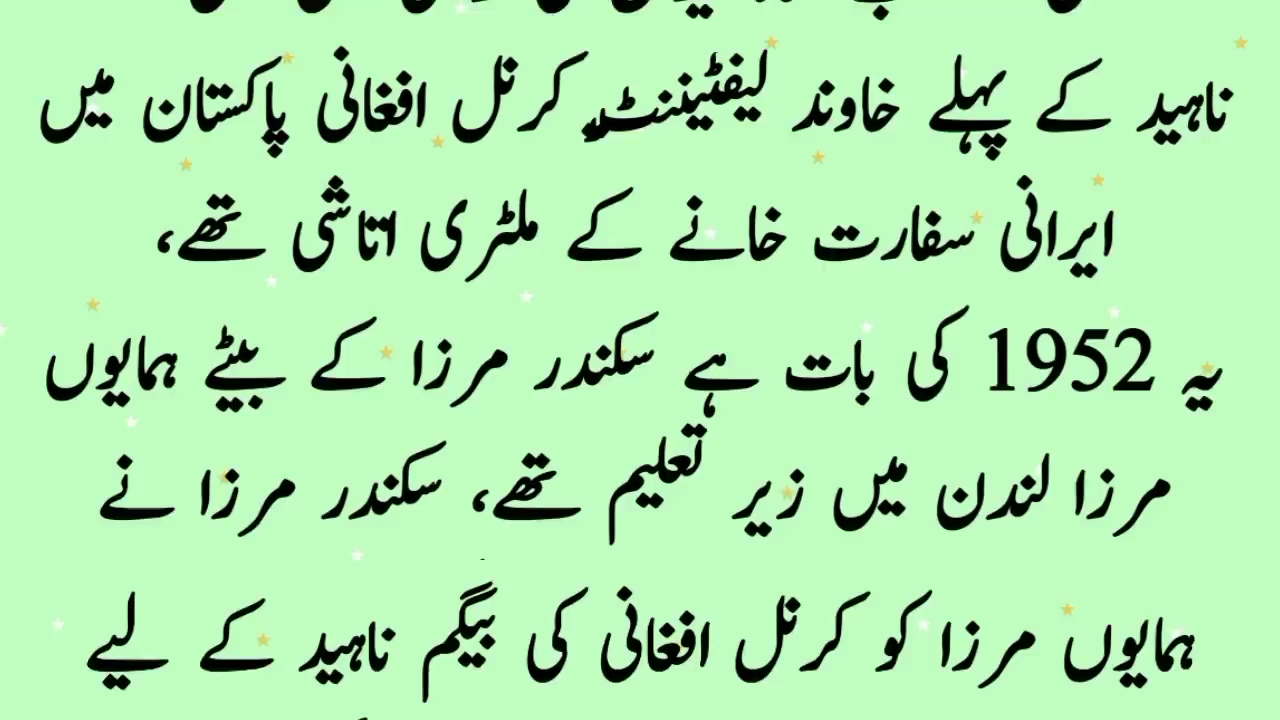 ناہید کے پہلے خاوند لیفٹیننٹ کرنل افغانی پاکستان میں
ایرانی سفارت خانے کے ملٹری اتاشی تھے،
یہ 1952 کی بات ہے سکندر مرزا کے بیٹے ہمایوں
مرزا لندن میں زیر تعلیم تھے، سکندر مرزا نے
ہمایوں مرزا کو کرنل افغانی کی بیگم ناہید کے لیے